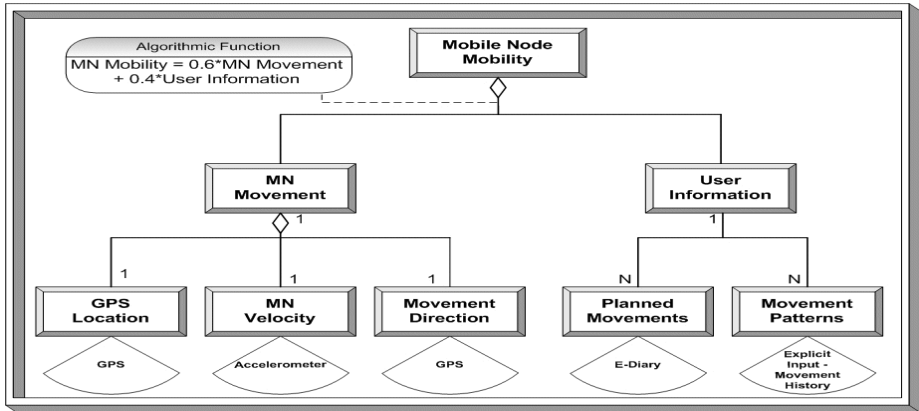 Algorithmic Function
MN Mobility = 0.6*MN Movement
+ 0.4*User Information
Mobile Node
Mobility
MN
Movement
User
Information
1
1
1
1
1
N
N
GPS
Location
MN
Velocity
Movement
Direction
Planned
Movements
Movement
Patterns
GPS
Accelerometer
GPS
E-Diary
Explicit
Input -
Movement
History